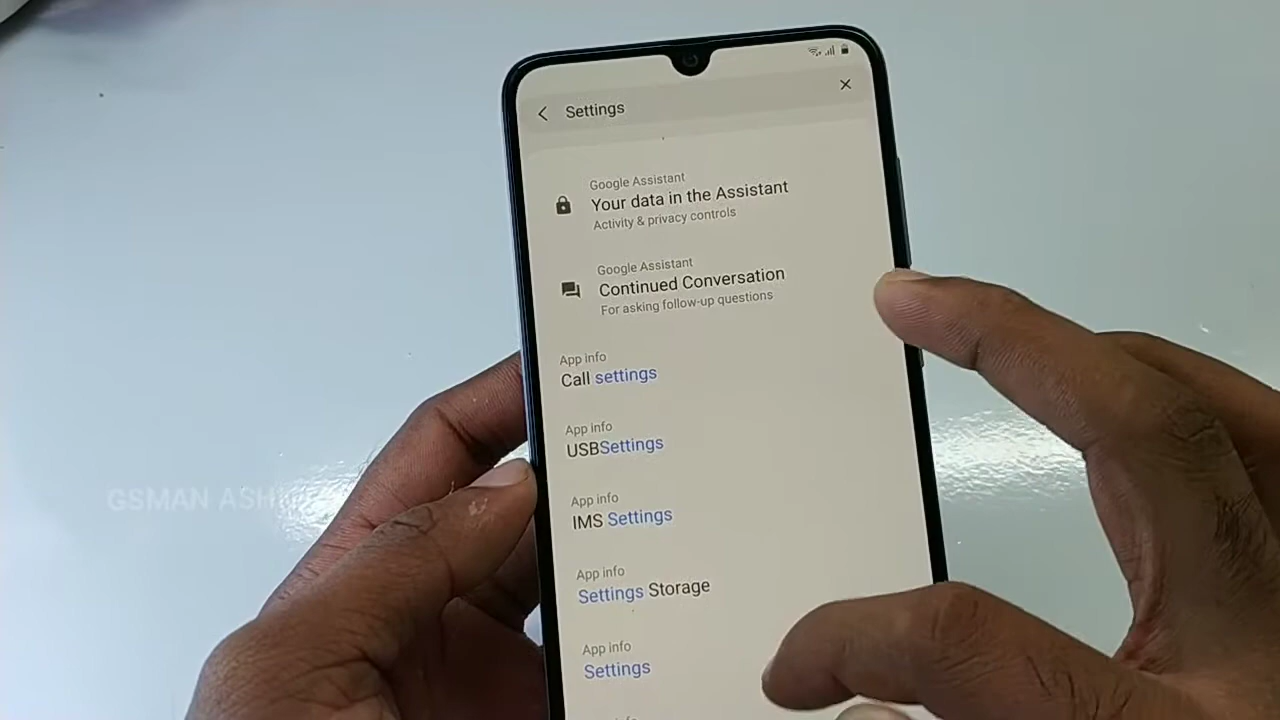 Settings
Google Assistant
Your data in the Assistant
Activity & privacy controls
Google Assistant
Continued Conversation
For asking follow-up questions
App info
Call settings
App info
USBSettings
App info
IMS Settings
App info
Settings Storage
App info
Settings
GSMAN ASH